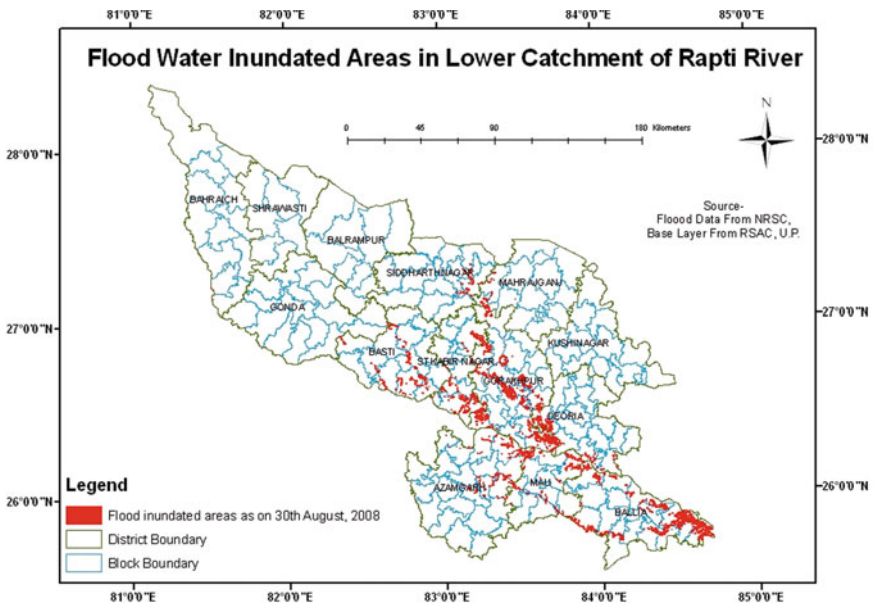 82°0'0"E 83°0'0"E 84°0'0"E 85°0'0"E
Flood Water Inundated Areas in Lower Catchment of Rapti River
N
0 45 90 180 Kilometers
28°0'0"N 28°0'0"N
Source-
Floood Data From NRSC,
Base Layer From RSAC, U.P.
BAHRAICH
SHRAWASTI
BALRAMPUR
SIDDHARTHNAGAR
MAHRAJGANJ
GONDA
27°0'0"N 27°0'0"N
KUSHINAGAR
BASTI
ST KABIR NAGAR
GORAKHPUR
DEORIA
AZAMGARH
MAU
BALLIA
26°0'0"N 26°0'0"N
Legend
Flood inundated areas as on 30th August, 2008
District Boundary
Block Boundary
81°0'0"E 82°0'0"E 83°0'0"E 84°0'0"E 85°0'0"E